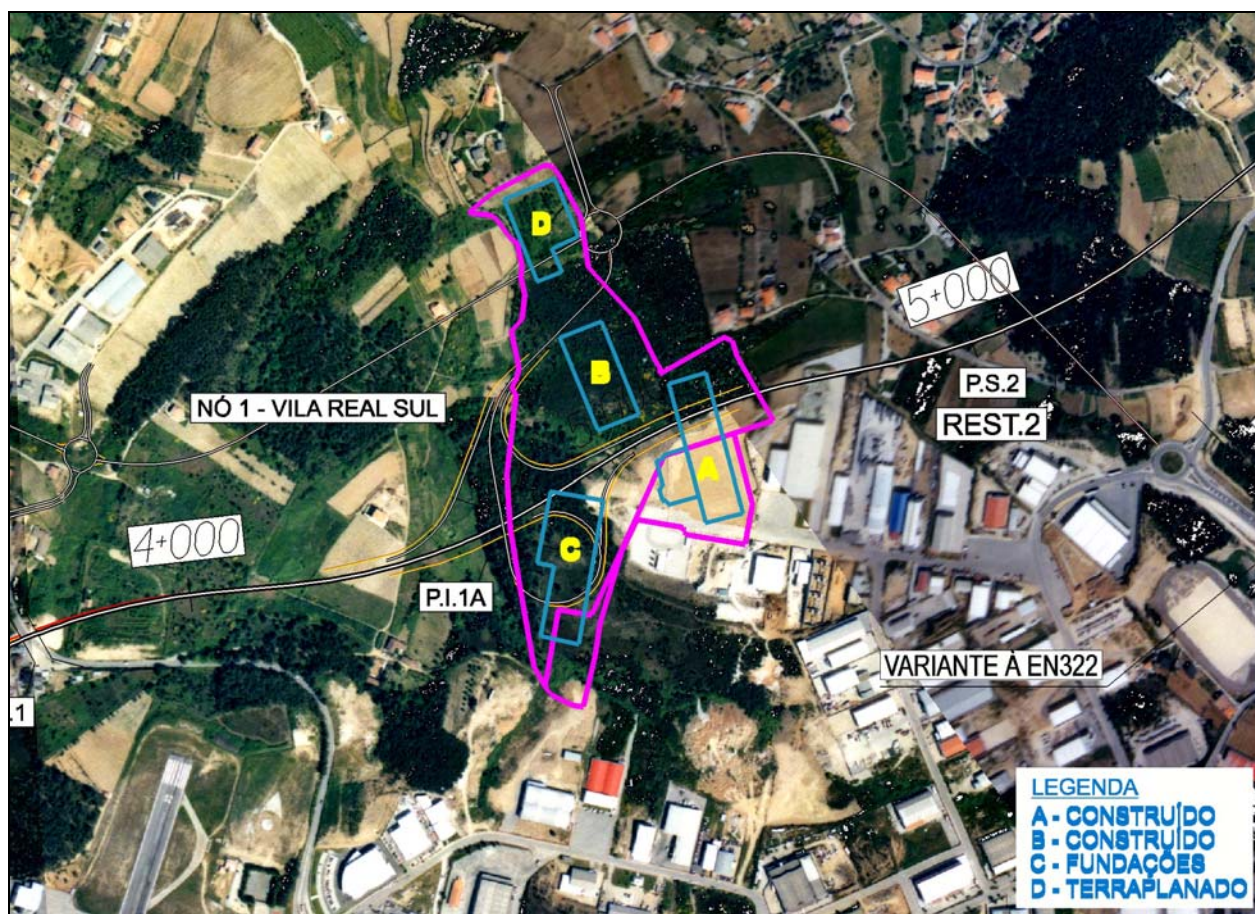 D
5+000
B
P.S.2
NÓ 1 - VILA REAL SUL
REST.2
A
4+000
C
P.I.1A
VARIANTE À EN322
.1
LEGENDA
A - CONSTRUÍDO
B - CONSTRUÍDO
C - FUNDAÇÕES
D - TERRAPLANADO